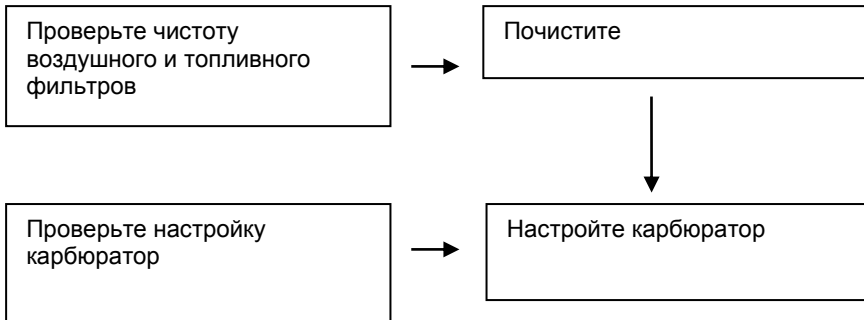 Проверьте чистоту
воздушного и топливного
фильтров
Почистите
Проверьте настройку
карбюратор
Настройте карбюратор